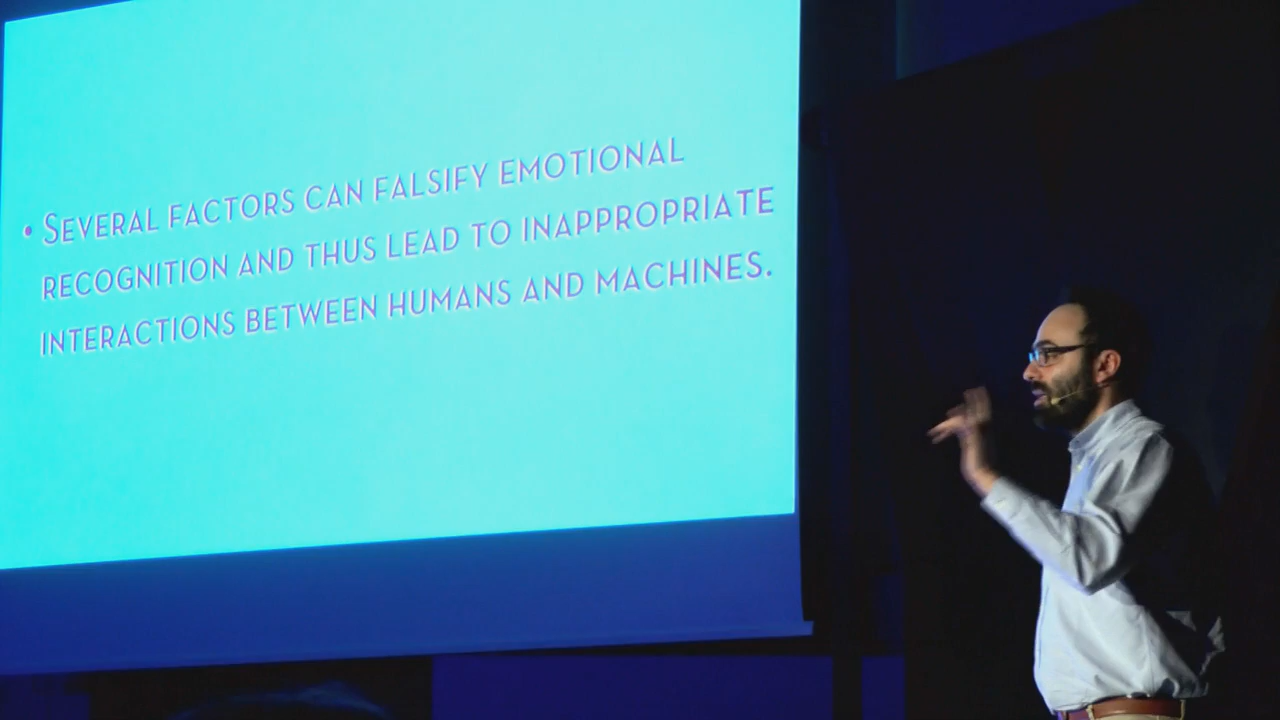 • Several factors can falsify emotional
recognition and thus lead to inappropriate
interactions between humans and machines.